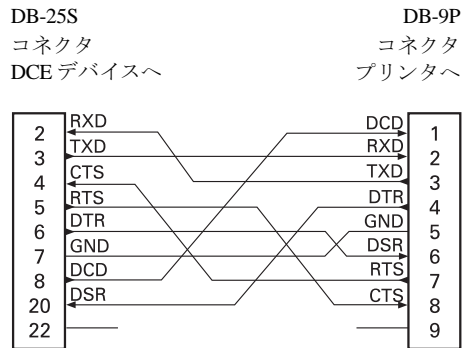 DB-25S
コネクタ
DCE デバイスへ
DB-9P
コネクタ
プリンタへ
2 RXD
3 TXD
4 CTS
5 RTS
6 DTR
7 GND
8 DCD
20 DSR
22
DCD 1
RXD 2
TXD 3
DTR 4
GND 5
DSR 6
RTS 7
CTS 8
9